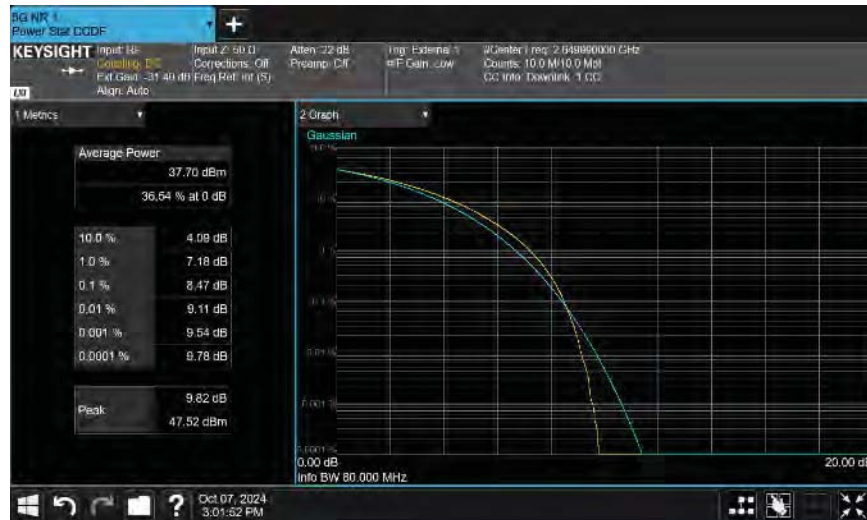 5G NR 1
Power Stat CCDF
KEYSIGHT
Input: RF
Coupling: DC
Ext Gain: -31.40 dB
Align: Auto
Input Z: 50 Ω
Corrections: Off
Freq Ref: Int (S)
Atten: 22 dB
Preamp: Off
Trig: External 1
#IF Gain: Low
#Center Freq: 2.649990000 GHz
Counts: 10.0 M/10.0 Mpt
CC Info: Downlink, 1 CC
1 Metrics
Average Power
37.70 dBm
36.54 % at 0 dB
10.0 % 4.09 dB
1.0 % 7.18 dB
0.1 % 8.47 dB
0.01 % 9.11 dB
0.001 % 9.54 dB
0.0001 % 9.78 dB
Peak 9.82 dB
47.52 dBm
2 Graph
Gaussian
0.00 dB
20.00 dB
Info BW 80.000 MHz
?
Oct 07, 2024
3:01:52 PM